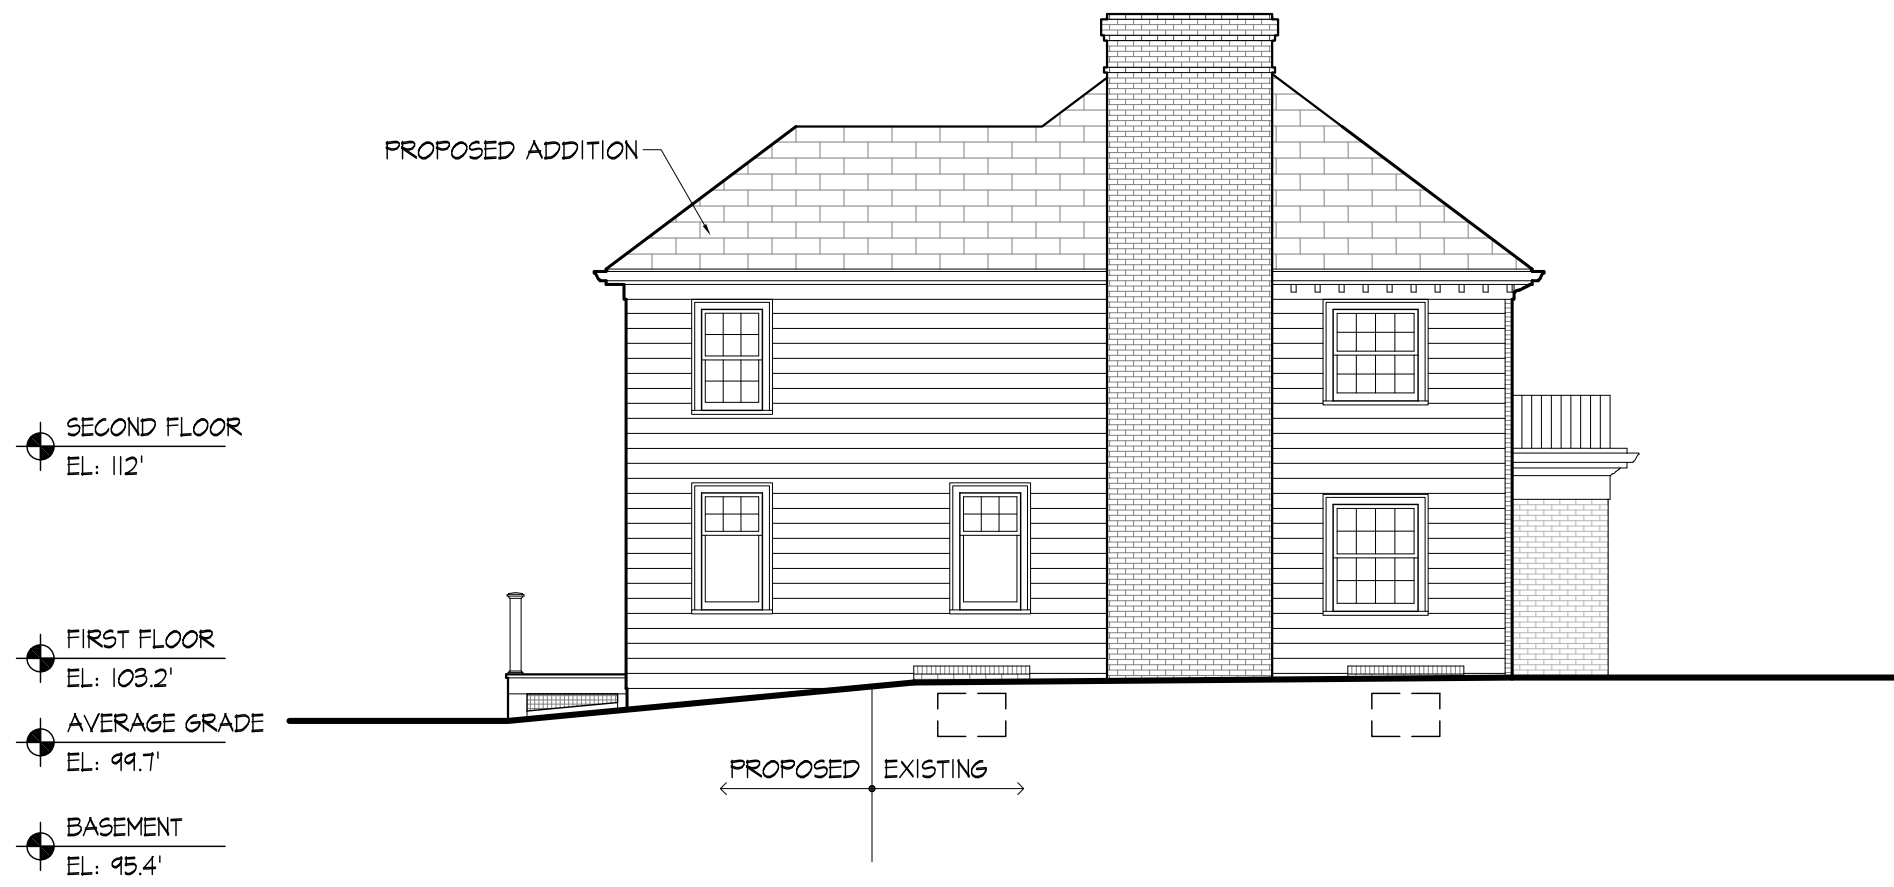 PROPOSED ADDITION
SECOND FLOOR
EL: 112'
FIRST FLOOR
EL: 103.2'
AVERAGE GRADE
EL: 99.7'
PROPOSED EXISTING
BASEMENT
EL: 95.4'